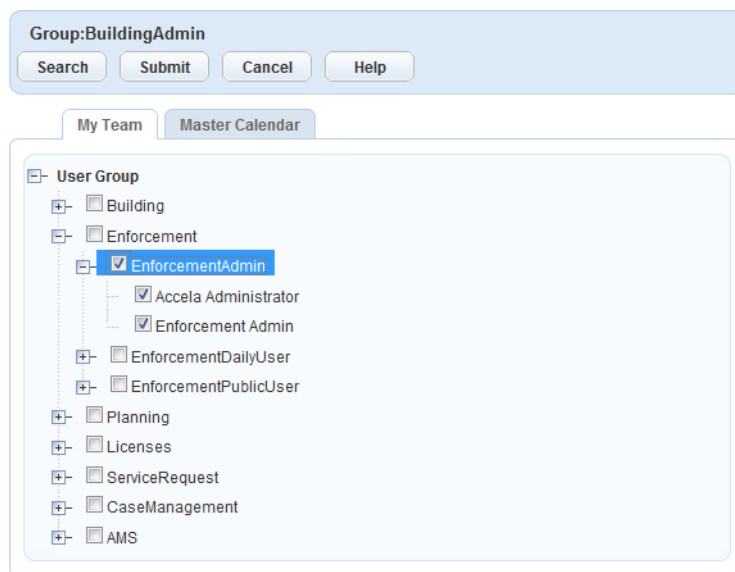 Group:BuildingAdmin
Search Submit Cancel Help
My Team Master Calendar
User Group
Building
Enforcement
EnforcementAdmin
Accela Administrator
Enforcement Admin
EnforcementDailyUser
EnforcementPublicUser
Planning
Licenses
ServiceRequest
CaseManagement
AMS